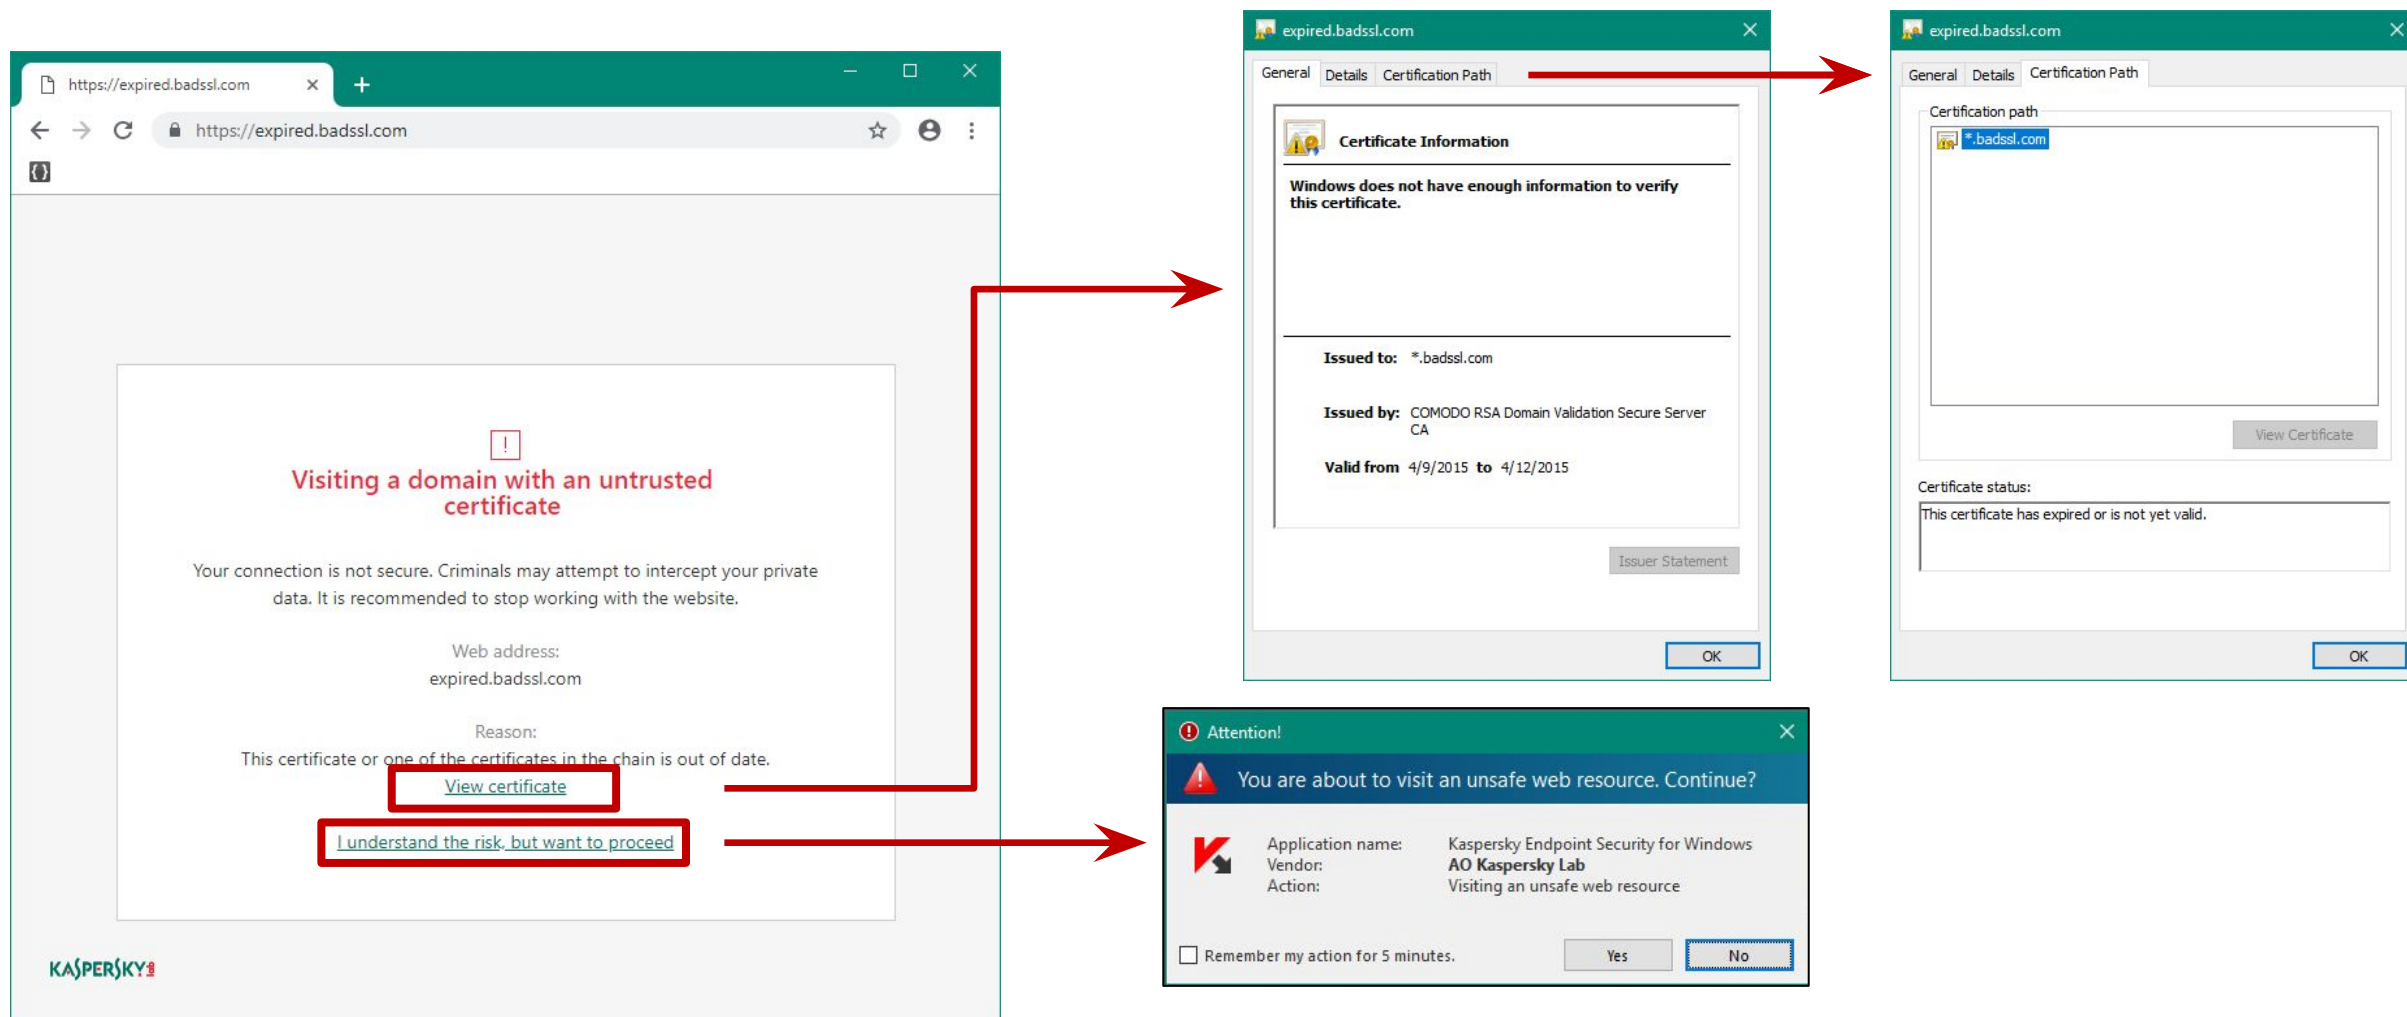 https://expired.badssl.com
https://expired.badssl.com
{}
!
Visiting a domain with an untrusted
certificate
Your connection is not secure. Criminals may attempt to intercept your private
data. It is recommended to stop working with the website.
Web address:
expired.badssl.com
Reason:
This certificate or one of the certificates in the chain is out of date.
View certificate
I understand the risk, but want to proceed
KASPERSKY lab
expired.badssl.com
General Details Certification Path
Certificate Information
Windows does not have enough information to verify
this certificate.
Issued to: *.badssl.com
Issued by: COMODO RSA Domain Validation Secure Server
CA
Valid from 4/9/2015 to 4/12/2015
Issuer Statement
OK
expired.badssl.com
General Details Certification Path
Certification path
*.badssl.com
View Certificate
Certificate status:
This certificate has expired or is not yet valid.
OK
Attention!
You are about to visit an unsafe web resource. Continue?
Application name: Kaspersky Endpoint Security for Windows
Vendor: AO Kaspersky Lab
Action: Visiting an unsafe web resource
Remember my action for 5 minutes.
Yes No